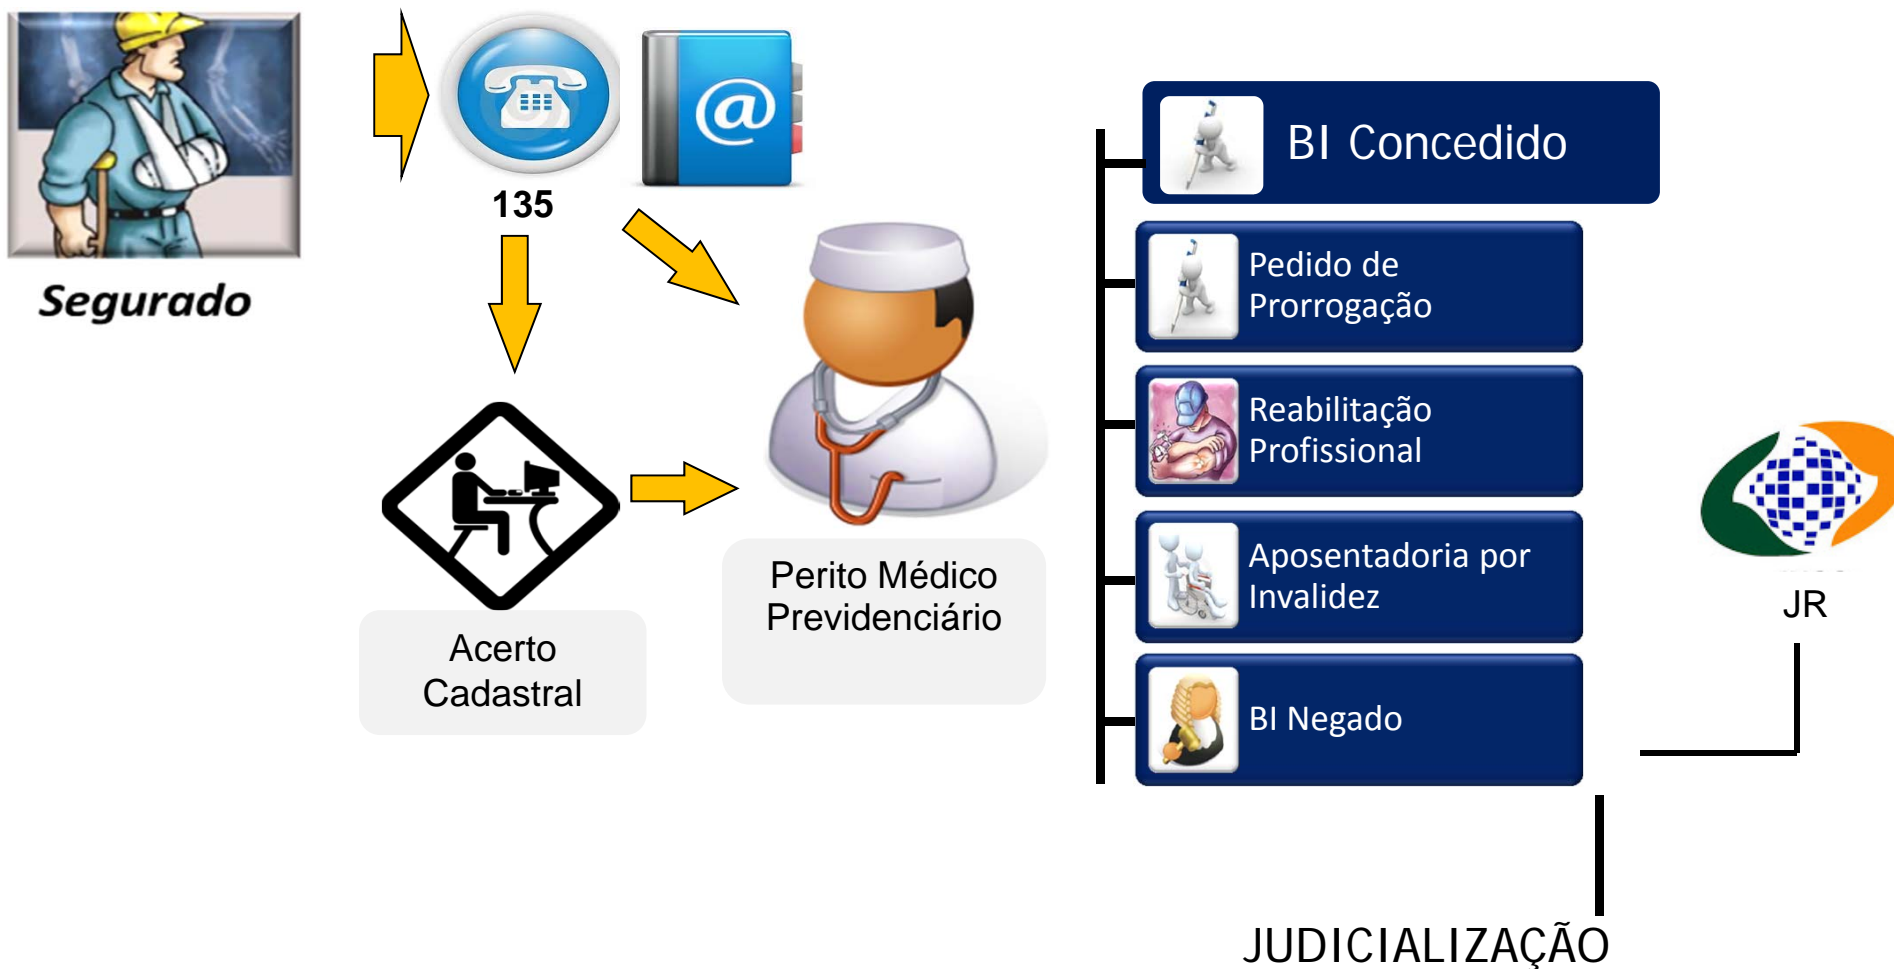 Segurado
135
@
Acerto
Cadastral
Perito Médico
Previdenciário
BI Concedido
Pedido de
Prorrogação
Reabilitação
Profissional
Aposentadoria por
Invalidez
BI Negado
JR
JUDICIALIZAÇÃO